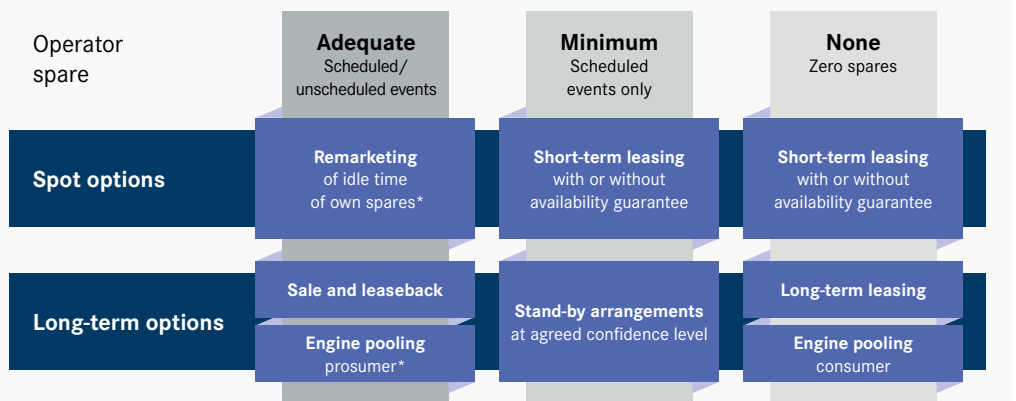 Operator
spare
Adequate
Scheduled/
unscheduled events
Minimum
Scheduled
events only
None
Zero spares
Spot options
Remarketing
of idle time
of own spares*
Short-term leasing
with or without
availability guarantee
Short-term leasing
with or without
availability guarantee
Long-term options
Sale and leaseback
Engine pooling
prosumer*
Stand-by arrangements
at agreed confidence level
Long-term leasing
Engine pooling
consumer